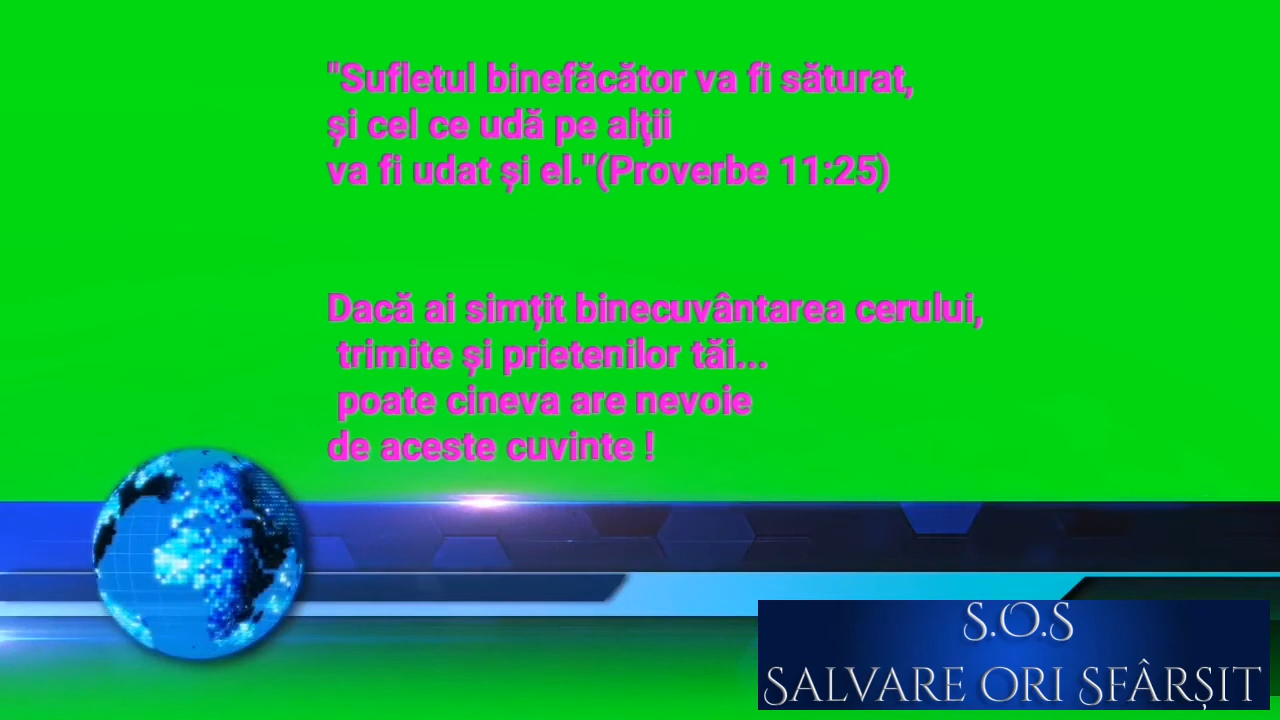 "Sufletul binefăcător va fi săturat,
și cel ce udă pe alții
va fi udat și el."(Proverbe 11:25)
Dacă ai simțit binecuvântarea cerului,
trimite și prietenilor tăi...
poate cineva are nevoie
de aceste cuvinte !
S.O.S
SALVARE ORI SFÂRȘIT